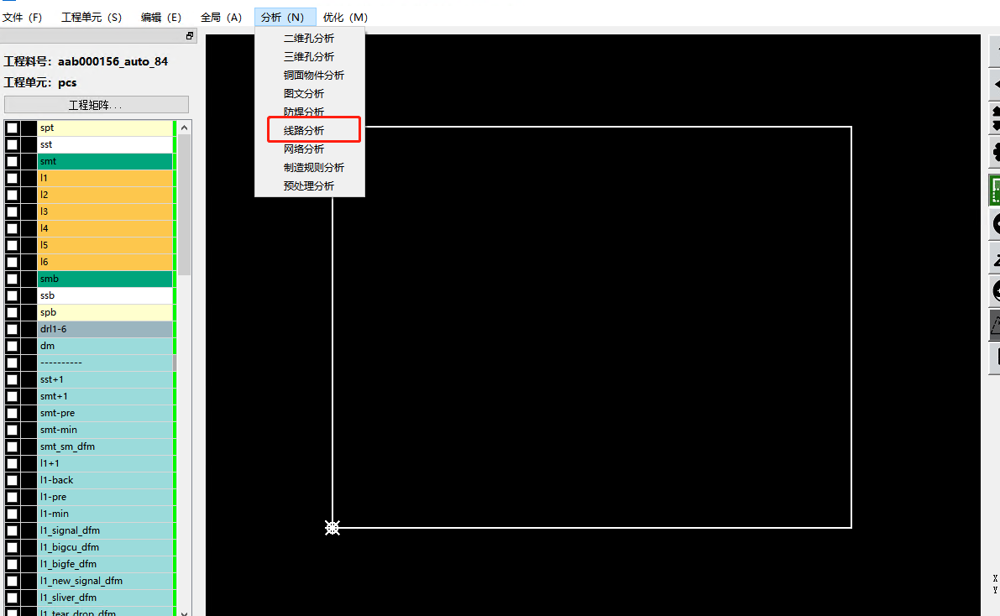 文件（F) 工程单元（S) 编辑（E) 全局（A) 分析（N) 优化（M)
二维孔分析
三维孔分析
铜面物件分析
图文分析
防焊分析
线路分析
网络分析
制造规则分析
预处理分析
工程料号：aab000156_auto_84
工程单元：pcs
工程矩阵...
spt
sst
smt
l1
l2
l3
l4
l5
l6
smb
ssb
spb
drl1-6
dm
----------
sst+1
smt+1
smt-pre
smt-min
smt_sm_dfm
l1+1
l1-back
l1-pre
l1-min
l1_signal_dfm
l1_bigcu_dfm
l1_bigfe_dfm
l1_new_signal_dfm
l1_sliver_dfm
l1_tear_drop_dfm
X
Y